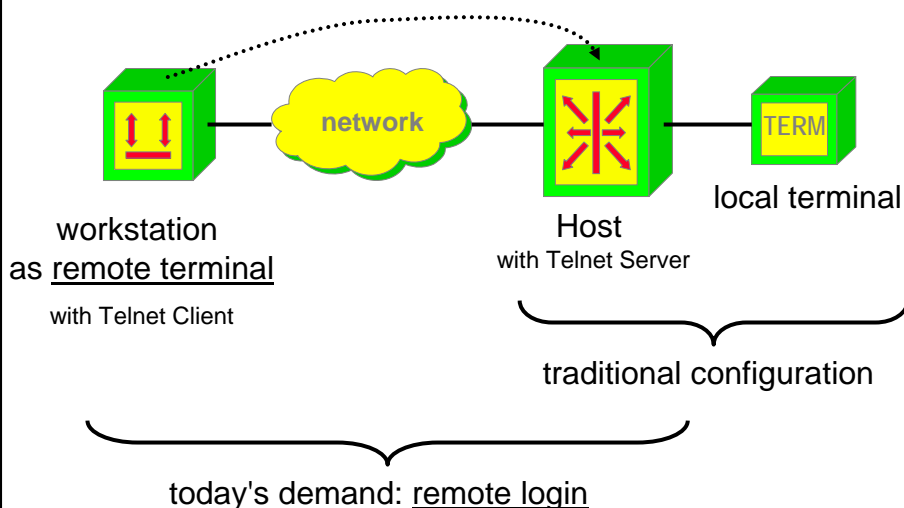 network
TERM
local terminal
workstation
as remote terminal
with Telnet Client
Host
with Telnet Server
traditional configuration
today's demand: remote login